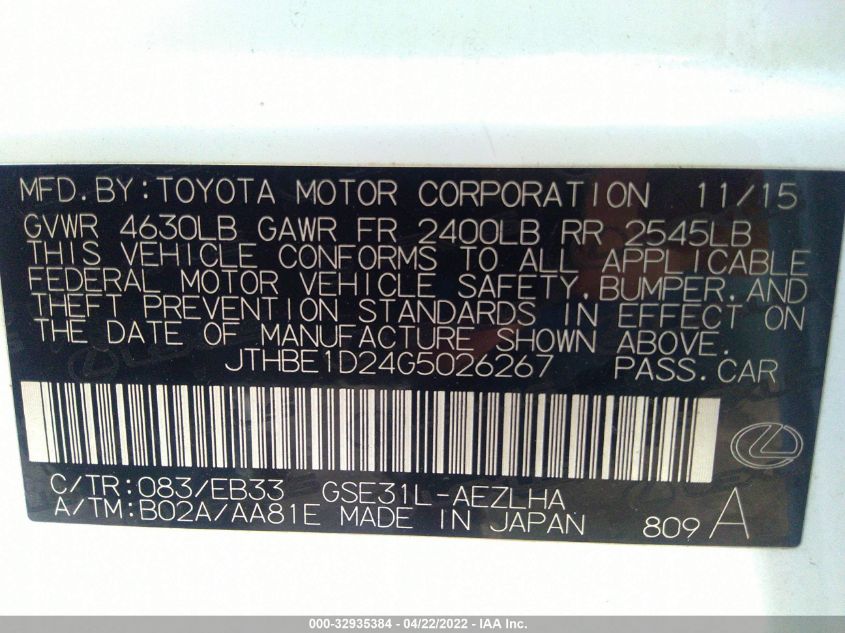 MFD. BY: TOYOTA MOTOR CORPORATION 11/15
GVWR 4630LB GAWR FR 2400LB RR 2545LB
THIS VEHICLE CONFORMS TO ALL APPLICABLE
FEDERAL MOTOR VEHICLE SAFETY, BUMPER, AND
THEFT PREVENTION STANDARDS IN EFFECT ON
THE DATE OF MANUFACTURE SHOWN ABOVE.
JTHBE1D24G5026267 PASS. CAR
C/TR: 083/EB33 GSE31L-AEZLHA
A/TM: B02A/AA81E MADE IN JAPAN 809 A
000-32935384 - 04/22/2022 - IAA Inc.